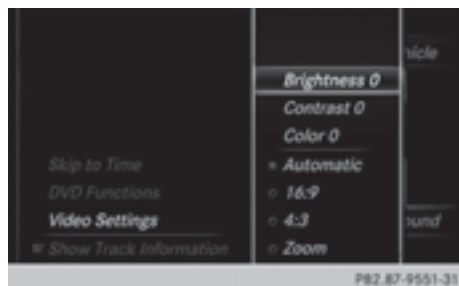 Brightness 0
Contrast 0
Color 0
Automatic
16:9
4:3
Zoom
Skip to Time
DVD Functions
Video Settings
Show Track Information
P82.87-9551-31